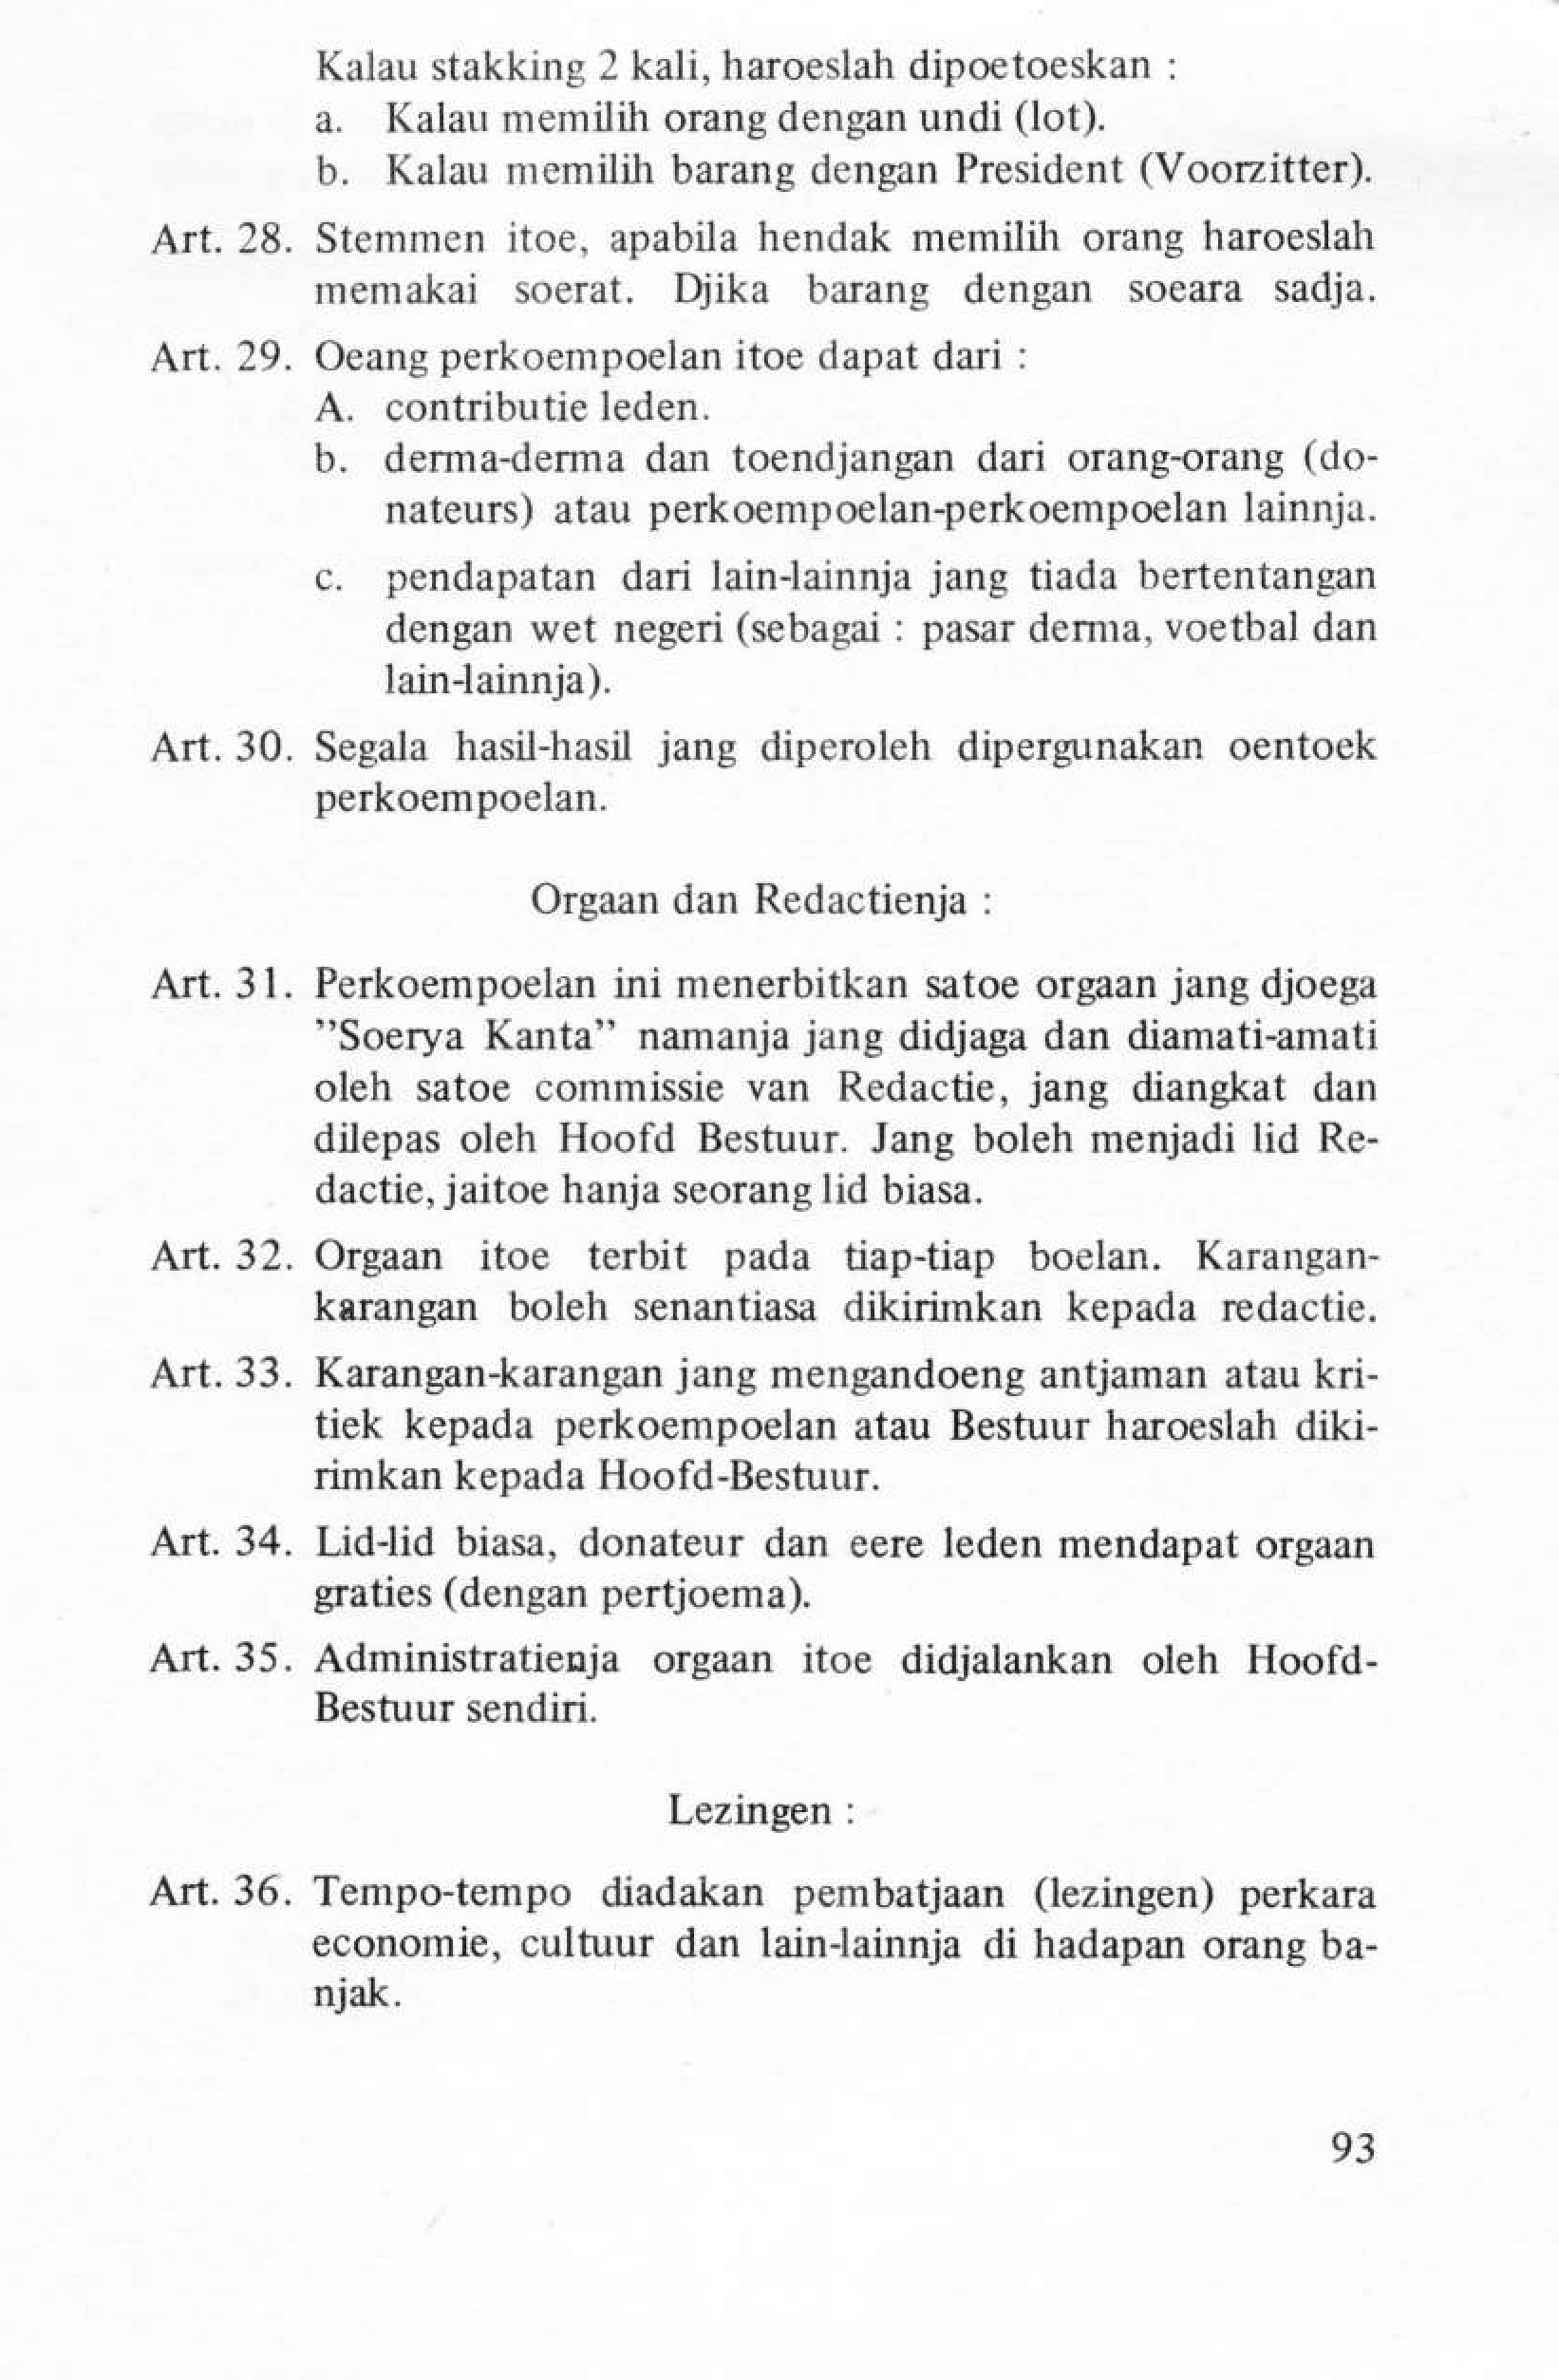 Kalau stakking 2 kali, haroeslah dipoetoeskan :
a. Kalau memilih orang dengan undi (lot).
b. Kalau memilih barang dengan President (Voorzitter).
Art. 28. Stemmen itoe, apabila hendak memilih orang haroeslah
memakai soerat. Djika barang dengan soeara sadja.
Art. 29. Oeang perkoempoelan itoe dapat dari :
A. contributie leden.
b. derma-derma dan toendjangan dari orang-orang (do-
nateurs) atau perkoempoelan-perkoempoelan lainnja.
c. pendapatan dari lain-lainnja jang tiada bertentangan
dengan wet negeri (sebagai : pasar derma, voetbal dan
lain-lainnja).
Art. 30. Segala hasil-hasil jang diperoleh dipergunakan oentoek
perkoempoelan.
Orgaan dan Redactienja :
Art. 31. Perkoempoelan ini menerbitkan satoe orgaan jang djoega
”Soerya Kanta” namanja jang didjaga dan diamati-amati
oleh satoe commissie van Redactie, jang diangkat dan
dilepas oleh Hoofd Bestuur. Jang boleh menjadi lid Re-
dactie, jaitoe hanja seorang lid biasa.
Art. 32. Orgaan itoe terbit pada tiap-tiap boelan. Karangan-
karangan boleh senantiasa dikirimkan kepada redactie.
Art. 33. Karangan-karangan jang mengandoeng antjaman atau kri-
tiek kepada perkoempoelan atau Bestuur haroeslah diki-
rimkan kepada Hoofd-Bestuur.
Art. 34. Lid-lid biasa, donateur dan eere leden mendapat orgaan
graties (dengan pertjoema).
Art. 35. Administratienja orgaan itoe didjalankan oleh Hoofd-
Bestuur sendiri.
Lezingen :
Art. 36. Tempo-tempo diadakan pembatjaan (lezingen) perkara
economie, cultuur dan lain-lainnja di hadapan orang ba-
njak.
93